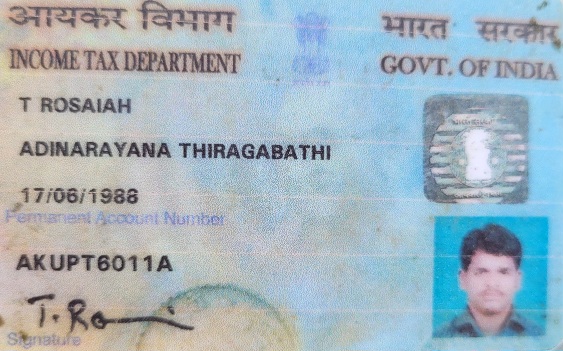 आयकर विभाग
भारत सरकार
INCOME TAX DEPARTMENT
GOVT. OF INDIA
T ROSAIAH
ADINARAYANA THIRAGABATHI
17/06/1988
Permanent Account Number
AKUPT6011A
T. Ro
Signature